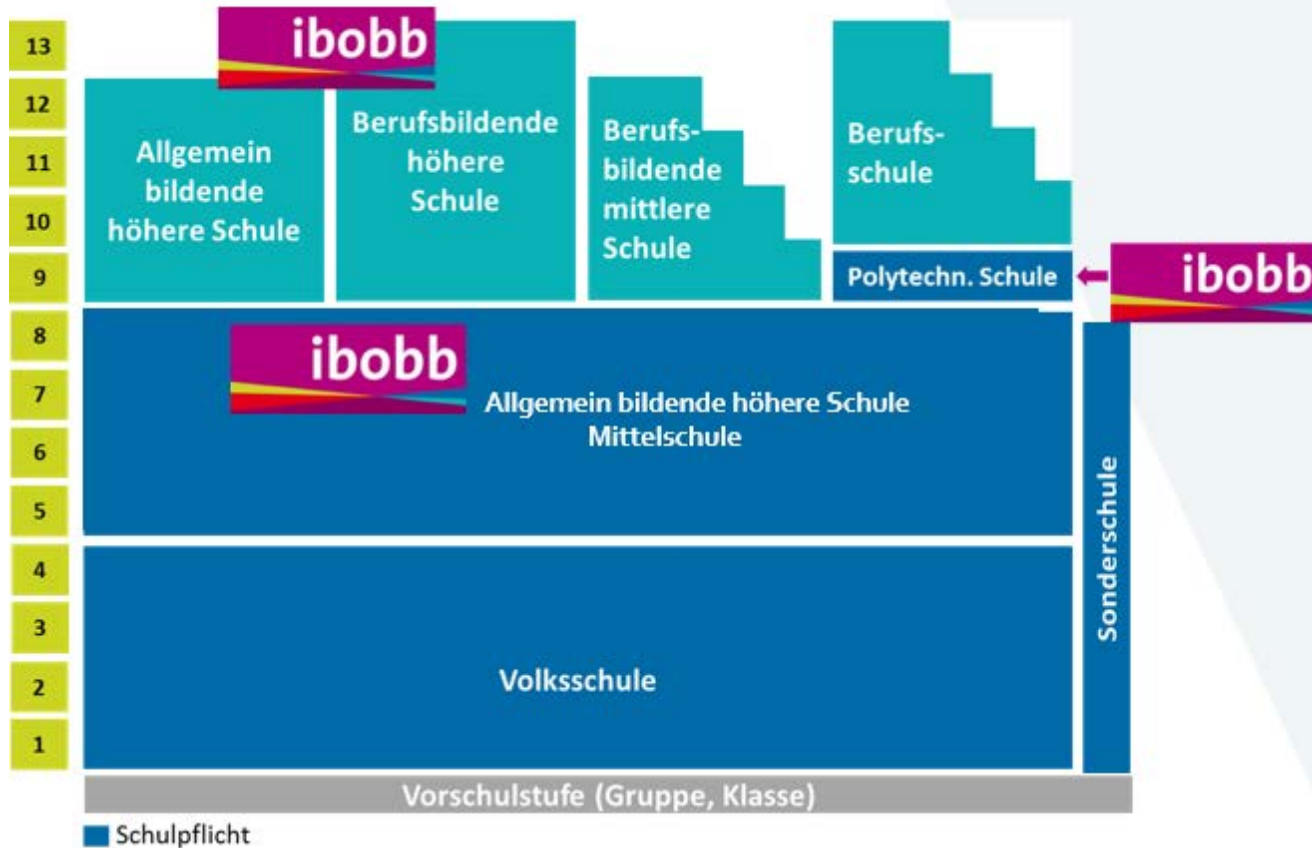 13
12
11
10
9
8
7
6
5
4
3
2
1
ibobb
Allgemein
bildende
höhere Schule
Berufsbildende
höhere
Schule
Berufs-
bildende
mittlere
Schule
Berufs-
schule
Polytechn. Schule
ibobb
ibobb
Allgemein bildende höhere Schule
Mittelschule
Sonderschule
Volksschule
Vorschulstufe (Gruppe, Klasse)
Schulpflicht